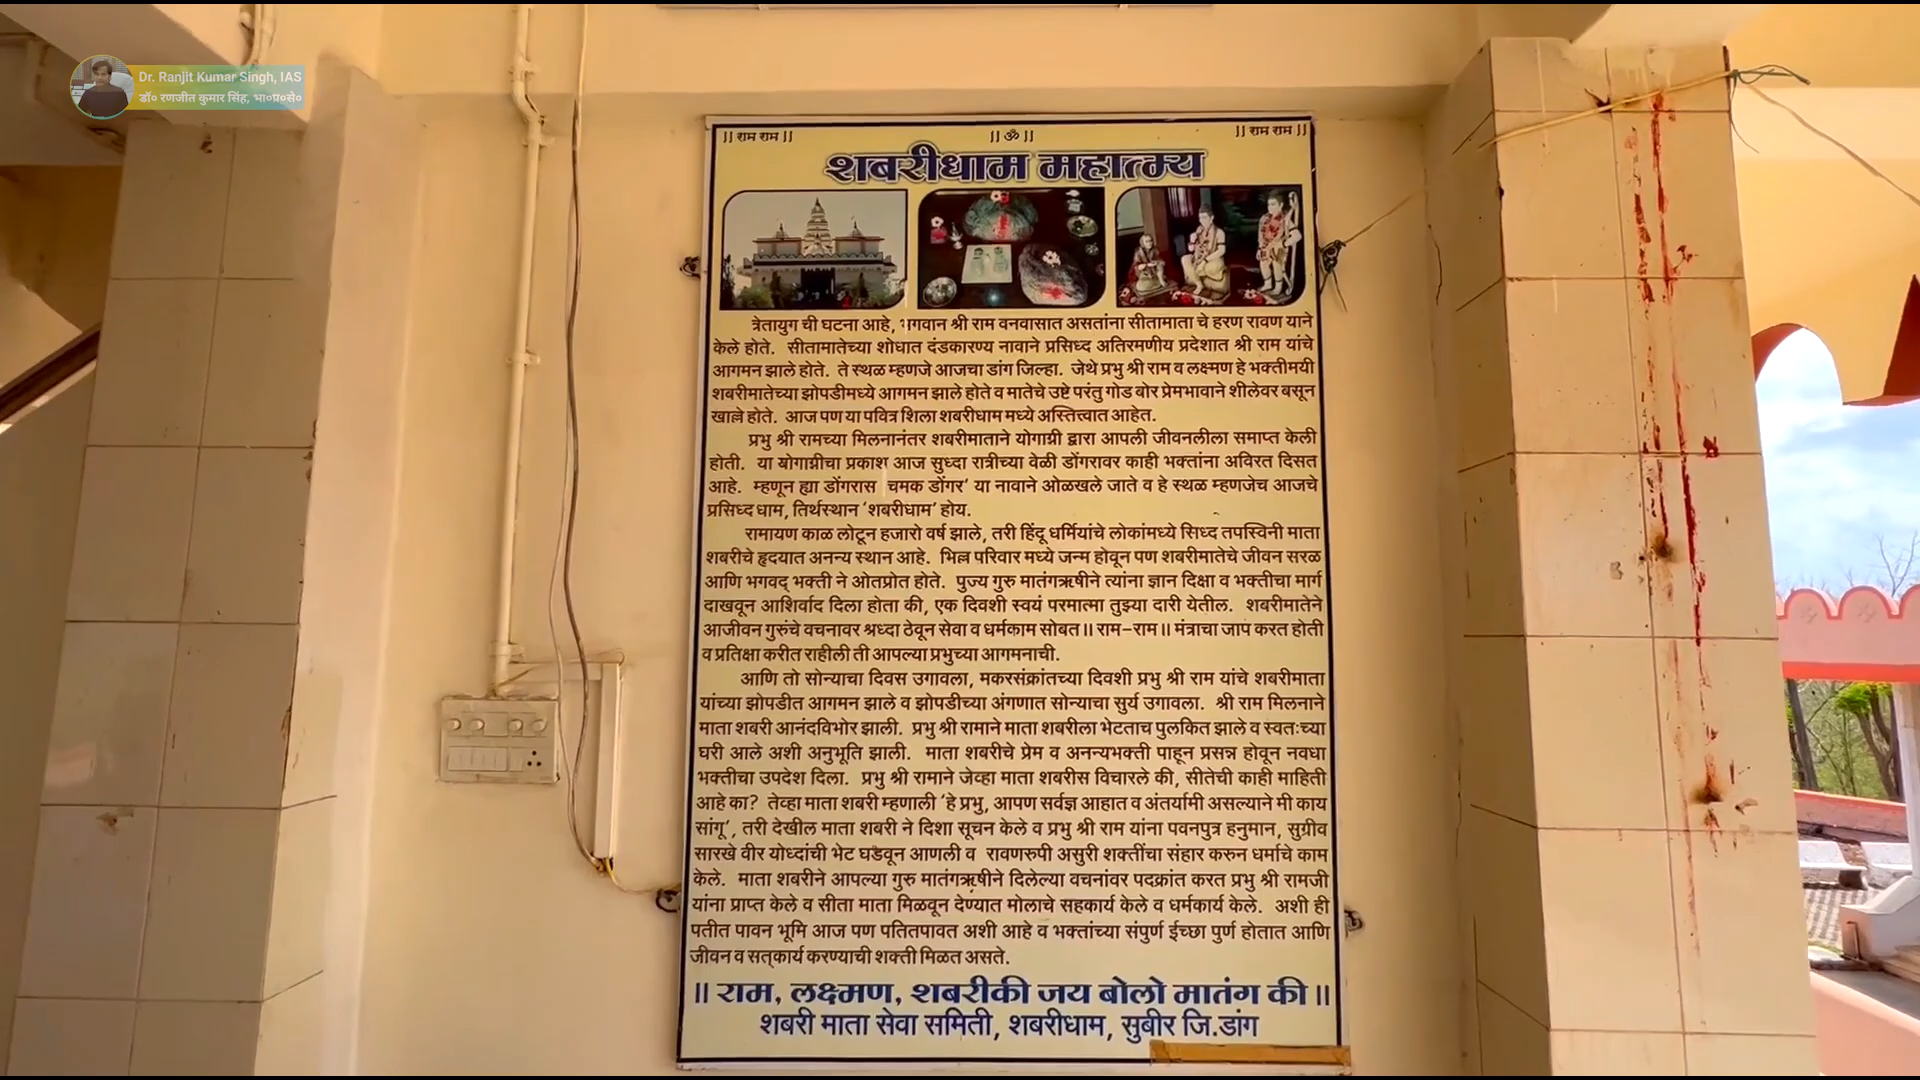 Dr. Ranjit Kumar Singh, IAS
डॉ० रणजीत कुमार सिंह, भा०प्र०से०
|| राम राम || || ॐ || || राम राम ||
शबरीधाम महात्म्य
त्रेतायुग ची घटना आहे, भगवान श्री राम वनवासात असतांना सीतामाता चे हरण रावण याने
केले होते. सीतामातेच्या शोधात दंडकारण्य नावाने प्रसिध्द अतिरमणीय प्रदेशात श्री राम यांचे
आगमन झाले होते. ते स्थळ म्हणजे आजचा डांग जिल्हा. जेथे प्रभु श्री राम व लक्ष्मण हे भक्तीमयी
शबरीमातेच्या झोपडीमध्ये आगमन झाले होते व मातेचे उष्टे परंतु गोड बोर प्रेमभावाने शीलेवर बसून
खाल्ले होते. आज पण या पवित्र शिला शबरीधाम मध्ये अस्तित्त्वात आहेत.
प्रभु श्री रामच्या मिलनानंतर शबरीमाताने योगाग्नी द्वारा आपली जीवनलीला समाप्त केली
होती. या बोगाग्नीचा प्रकाश आज सुध्दा रात्रीच्या वेळी डोंगरावर काही भक्तांना अविरत दिसत
आहे. म्हणून ह्या डोंगरास चमक डोंगर' या नावाने ओळखले जाते व हे स्थळ म्हणजेच आजचे
प्रसिध्द धाम, तिर्थस्थान 'शबरीधाम' होय.
रामायण काळ लोटून हजारो वर्ष झाले, तरी हिंदू धर्मियांचे लोकांमध्ये सिध्द तपस्विनी माता
शबरीचे हृदयात अनन्य स्थान आहे. भिल्ल परिवार मध्ये जन्म होवून पण शबरीमातेचे जीवन सरळ
आणि भगवद् भक्ती ने ओतप्रोत होते. पुज्य गुरु मातंगऋषीने त्यांना ज्ञान दिक्षा व भक्तीचा मार्ग
दाखवून आशिर्वाद दिला होता की, एक दिवशी स्वयं परमात्मा तुझ्या दारी येतील. शबरीमातेने
आजीवन गुरुंचे वचनावर श्रध्दा ठेवून सेवा व धर्मकाम सोबत || राम–राम || मंत्राचा जाप करत होती
व प्रतिक्षा करीत राहीली ती आपल्या प्रभुच्या आगमनाची.
आणि तो सोन्याचा दिवस उगावला, मकरसंक्रांतच्या दिवशी प्रभु श्री राम यांचे शबरीमाता
यांच्या झोपडीत आगमन झाले व झोपडीच्या अंगणात सोन्याचा सुर्य उगावला. श्री राम मिलनाने
माता शबरी आनंदविभोर झाली. प्रभु श्री रामाने माता शबरीला भेटताच पुलकित झाले व स्वतःच्या
घरी आले अशी अनुभूति झाली. माता शबरीचे प्रेम व अनन्यभक्ती पाहून प्रसन्न होवून नवधा
भक्तीचा उपदेश दिला. प्रभु श्री रामाने जेव्हा माता शबरीस विचारले की, सीतेची काही माहिती
आहे का? तेव्हा माता शबरी म्हणाली 'हे प्रभु, आपण सर्वज्ञ आहात व अंतर्यामी असल्याने मी काय
सांगू', तरी देखील माता शबरी ने दिशा सूचन केले व प्रभु श्री राम यांना पवनपुत्र हनुमान, सुग्रीव
सारखे वीर योध्दांची भेट घडवून आणली व रावणरुपी असुरी शक्तींचा संहार करुन धर्माचे काम
केले. माता शबरीने आपल्या गुरु मातंगऋषीने दिलेल्या वचनांवर पदक्रांत करत प्रभु श्री रामजी
यांना प्राप्त केले व सीता माता मिळवून देण्यात मोलाचे सहकार्य केले व धर्मकार्य केले. अशी ही
पतीत पावन भूमि आज पण पतितपावत अशी आहे व भक्तांच्या संपुर्ण ईच्छा पुर्ण होतात आणि
जीवन व सत्कार्य करण्याची शक्ती मिळत असते.
|| राम, लक्ष्मण, शबरीकी जय बोलो मातंग की ||
शबरी माता सेवा समिती, शबरीधाम, सुबीर जि.डांग